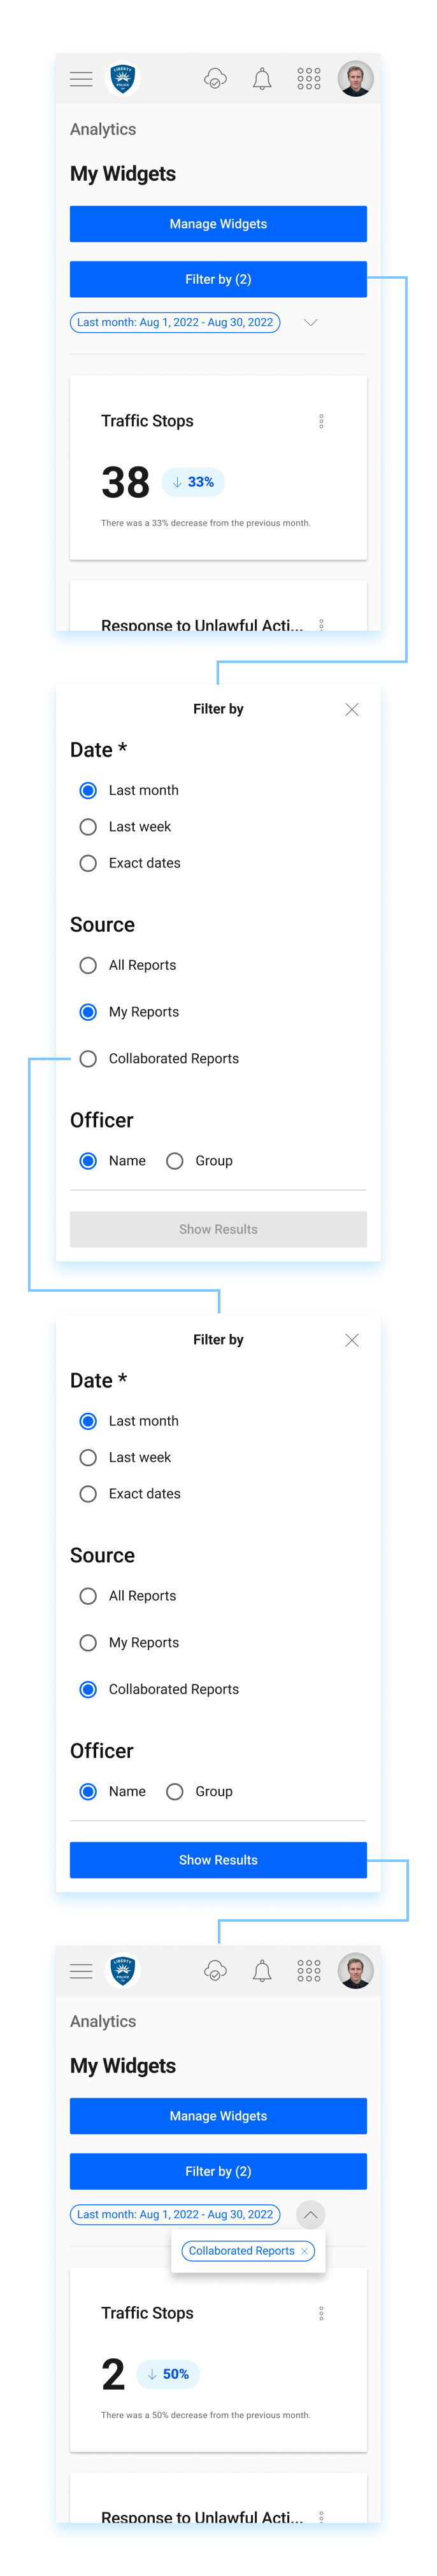 LIBERTY
POLICE
Analytics
My Widgets
Manage Widgets
Filter by (2)
Last month: Aug 1, 2022 - Aug 30, 2022
Traffic Stops
38 ↓ 33%
There was a 33% decrease from the previous month.
Response to Unlawful Acti...
Filter by
Date *
Last month
Last week
Exact dates
Source
All Reports
My Reports
Collaborated Reports
Officer
Name Group
Show Results
Filter by
Date *
Last month
Last week
Exact dates
Source
All Reports
My Reports
Collaborated Reports
Officer
Name Group
Show Results
LIBERTY
POLICE
Analytics
My Widgets
Manage Widgets
Filter by (2)
Last month: Aug 1, 2022 - Aug 30, 2022
Collaborated Reports
Traffic Stops
2 ↓ 50%
There was a 50% decrease from the previous month.
Response to Unlawful Acti...